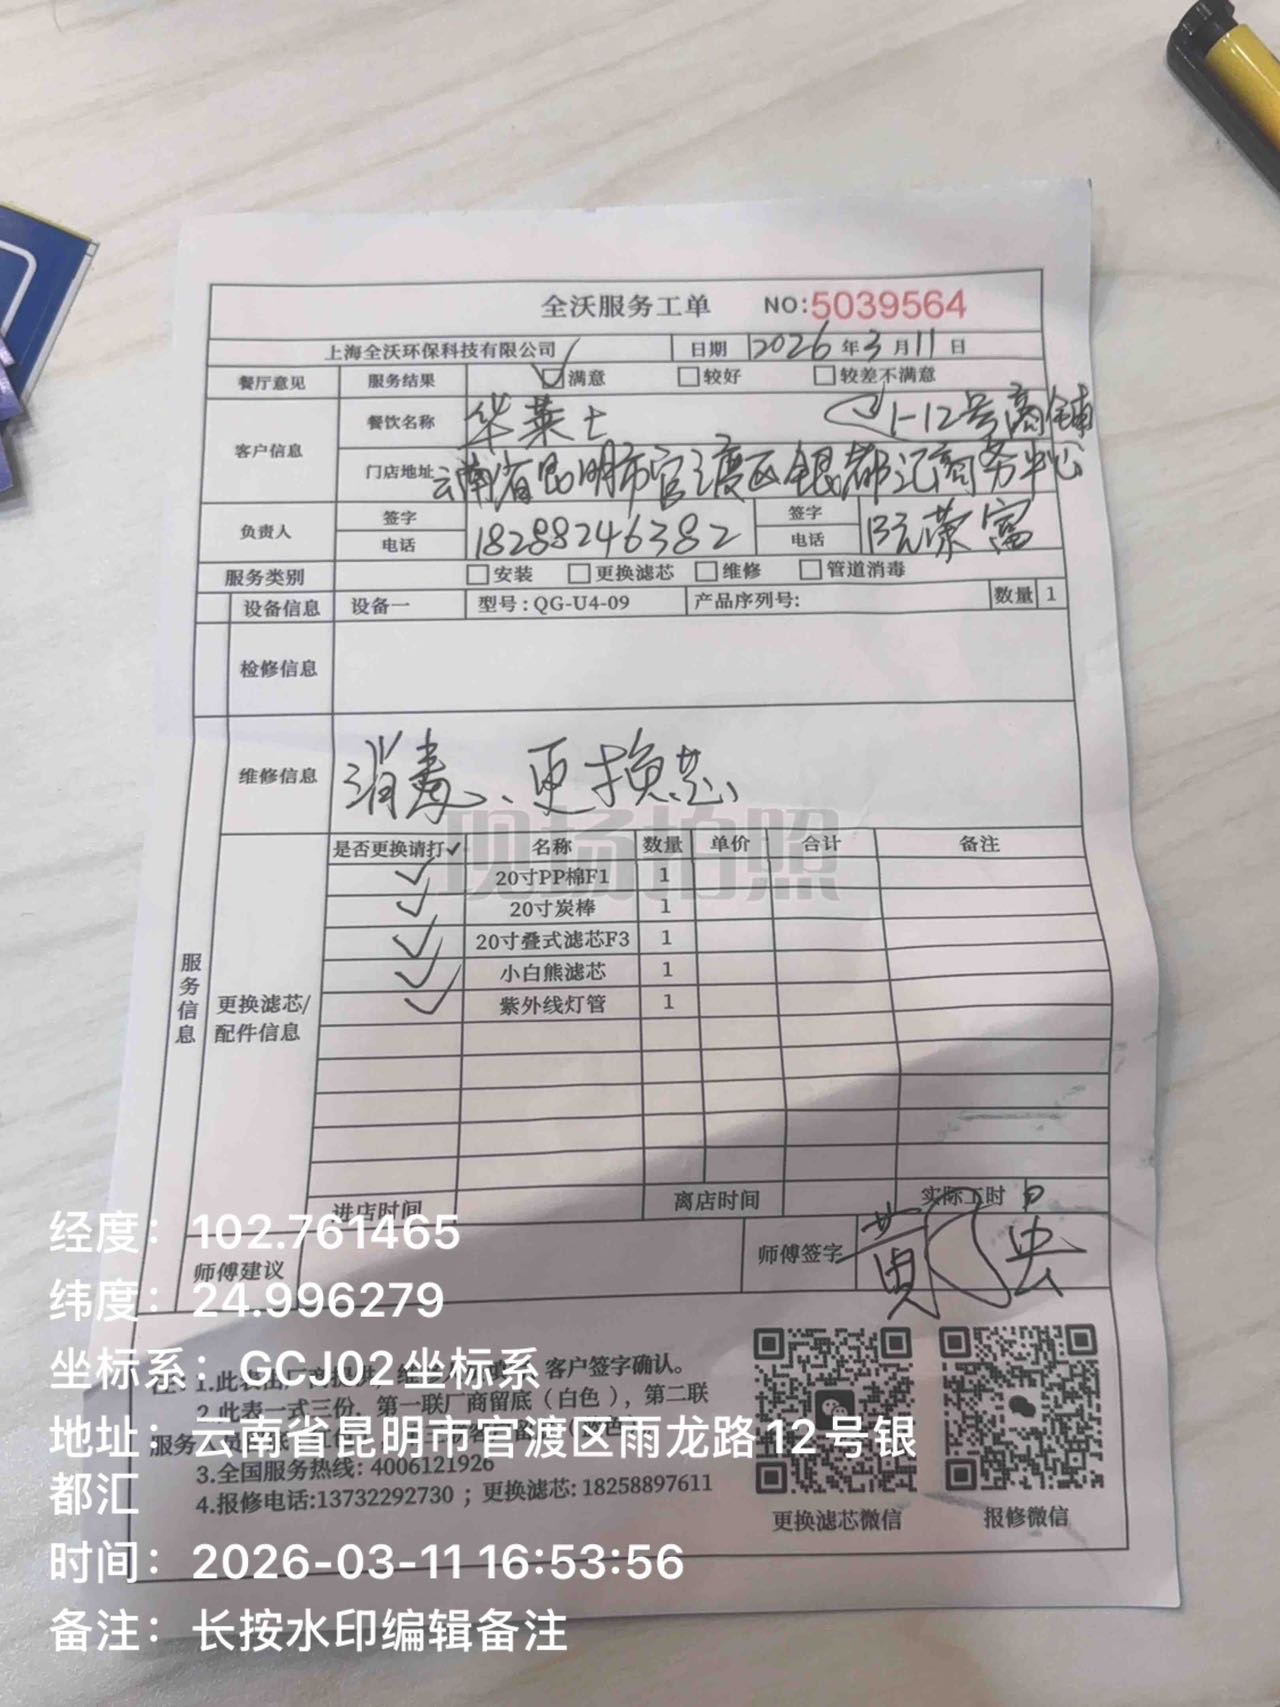 全沃服务工单 NO:5039564
上海全沃环保科技有限公司 日期 2026年3月11日
餐厅意见 服务结果 满意 较好 较差不满意
客户信息 餐饮名称 华莱士 1-12号商铺
门店地址 云南省昆明市官渡区银都汇商务中心
负责人 签字 电话 18288246382 签字 电话 阮荣富
服务类别 安装 更换滤芯 维修 管道消毒
设备信息 设备一 型号:QG-U4-09 产品序列号: 数量 1
检修信息
维修信息 消毒、更换芯
现场拍照
服务信息
更换滤芯/配件信息
是否更换请打✓ 名称 数量 单价 合计 备注
✓ 20寸PP棉F1 1
✓ 20寸炭棒 1
✓ 20寸叠式滤芯F3 1
✓ 小白熊滤芯 1
✓ 紫外线灯管 1
进店时间 离店时间 实际工时
师傅建议 师傅签字
客户签字确认。
2.此表一式三份，第一联厂商留底（白色），第二联
服务
3.全国服务热线: 4006121926
4.报修电话:13732292730 ；更换滤芯: 18258897611
更换滤芯微信 报修微信
经度：102.761465
纬度：24.996279
坐标系：GCJ02坐标系
地址：云南省昆明市官渡区雨龙路12号银
都汇
时间：2026-03-11 16:53:56
备注：长按水印编辑备注